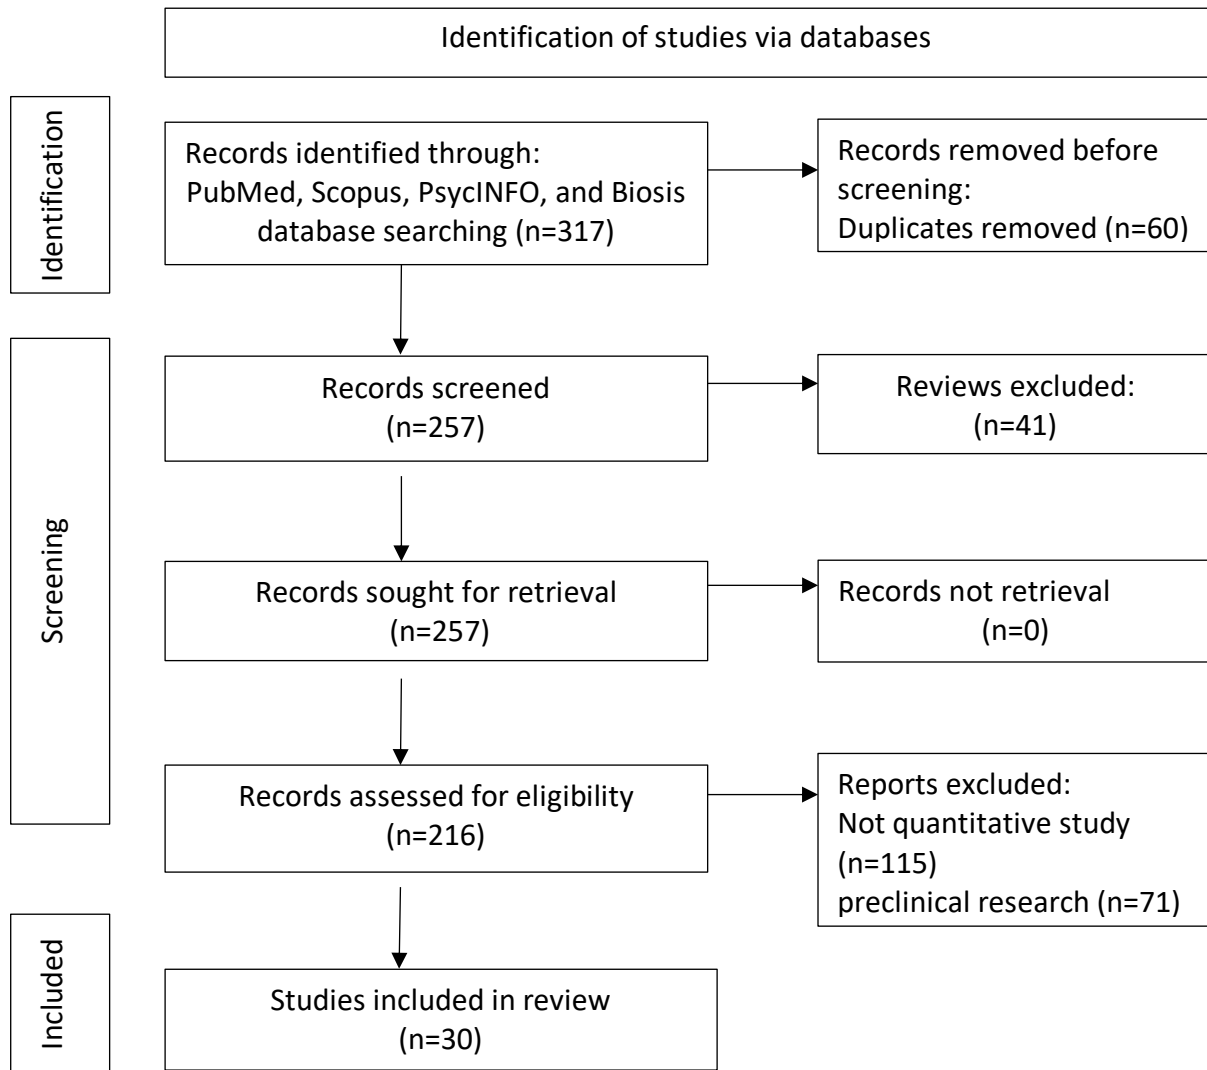 Identification of studies via databases
Identification
Records identified through:
PubMed, Scopus, PsycINFO, and Biosis
database searching (n=317)
Records removed before
screening:
Duplicates removed (n=60)
Screening
Records screened
(n=257)
Reviews excluded:
(n=41)
Records sought for retrieval
(n=257)
Records not retrieval
(n=0)
Records assessed for eligibility
(n=216)
Reports excluded:
Not quantitative study
(n=115)
preclinical research (n=71)
Included
Studies included in review
(n=30)